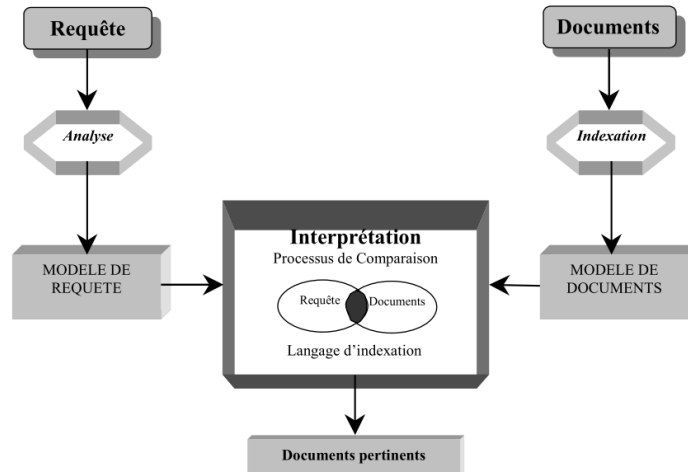 Requête
Documents
Analyse
Indexation
Interprétation
Processus de Comparaison
MODELE DE
REQUETE
MODELE DE
DOCUMENTS
Requête
Documents
Langage d’indexation
Documents pertinents